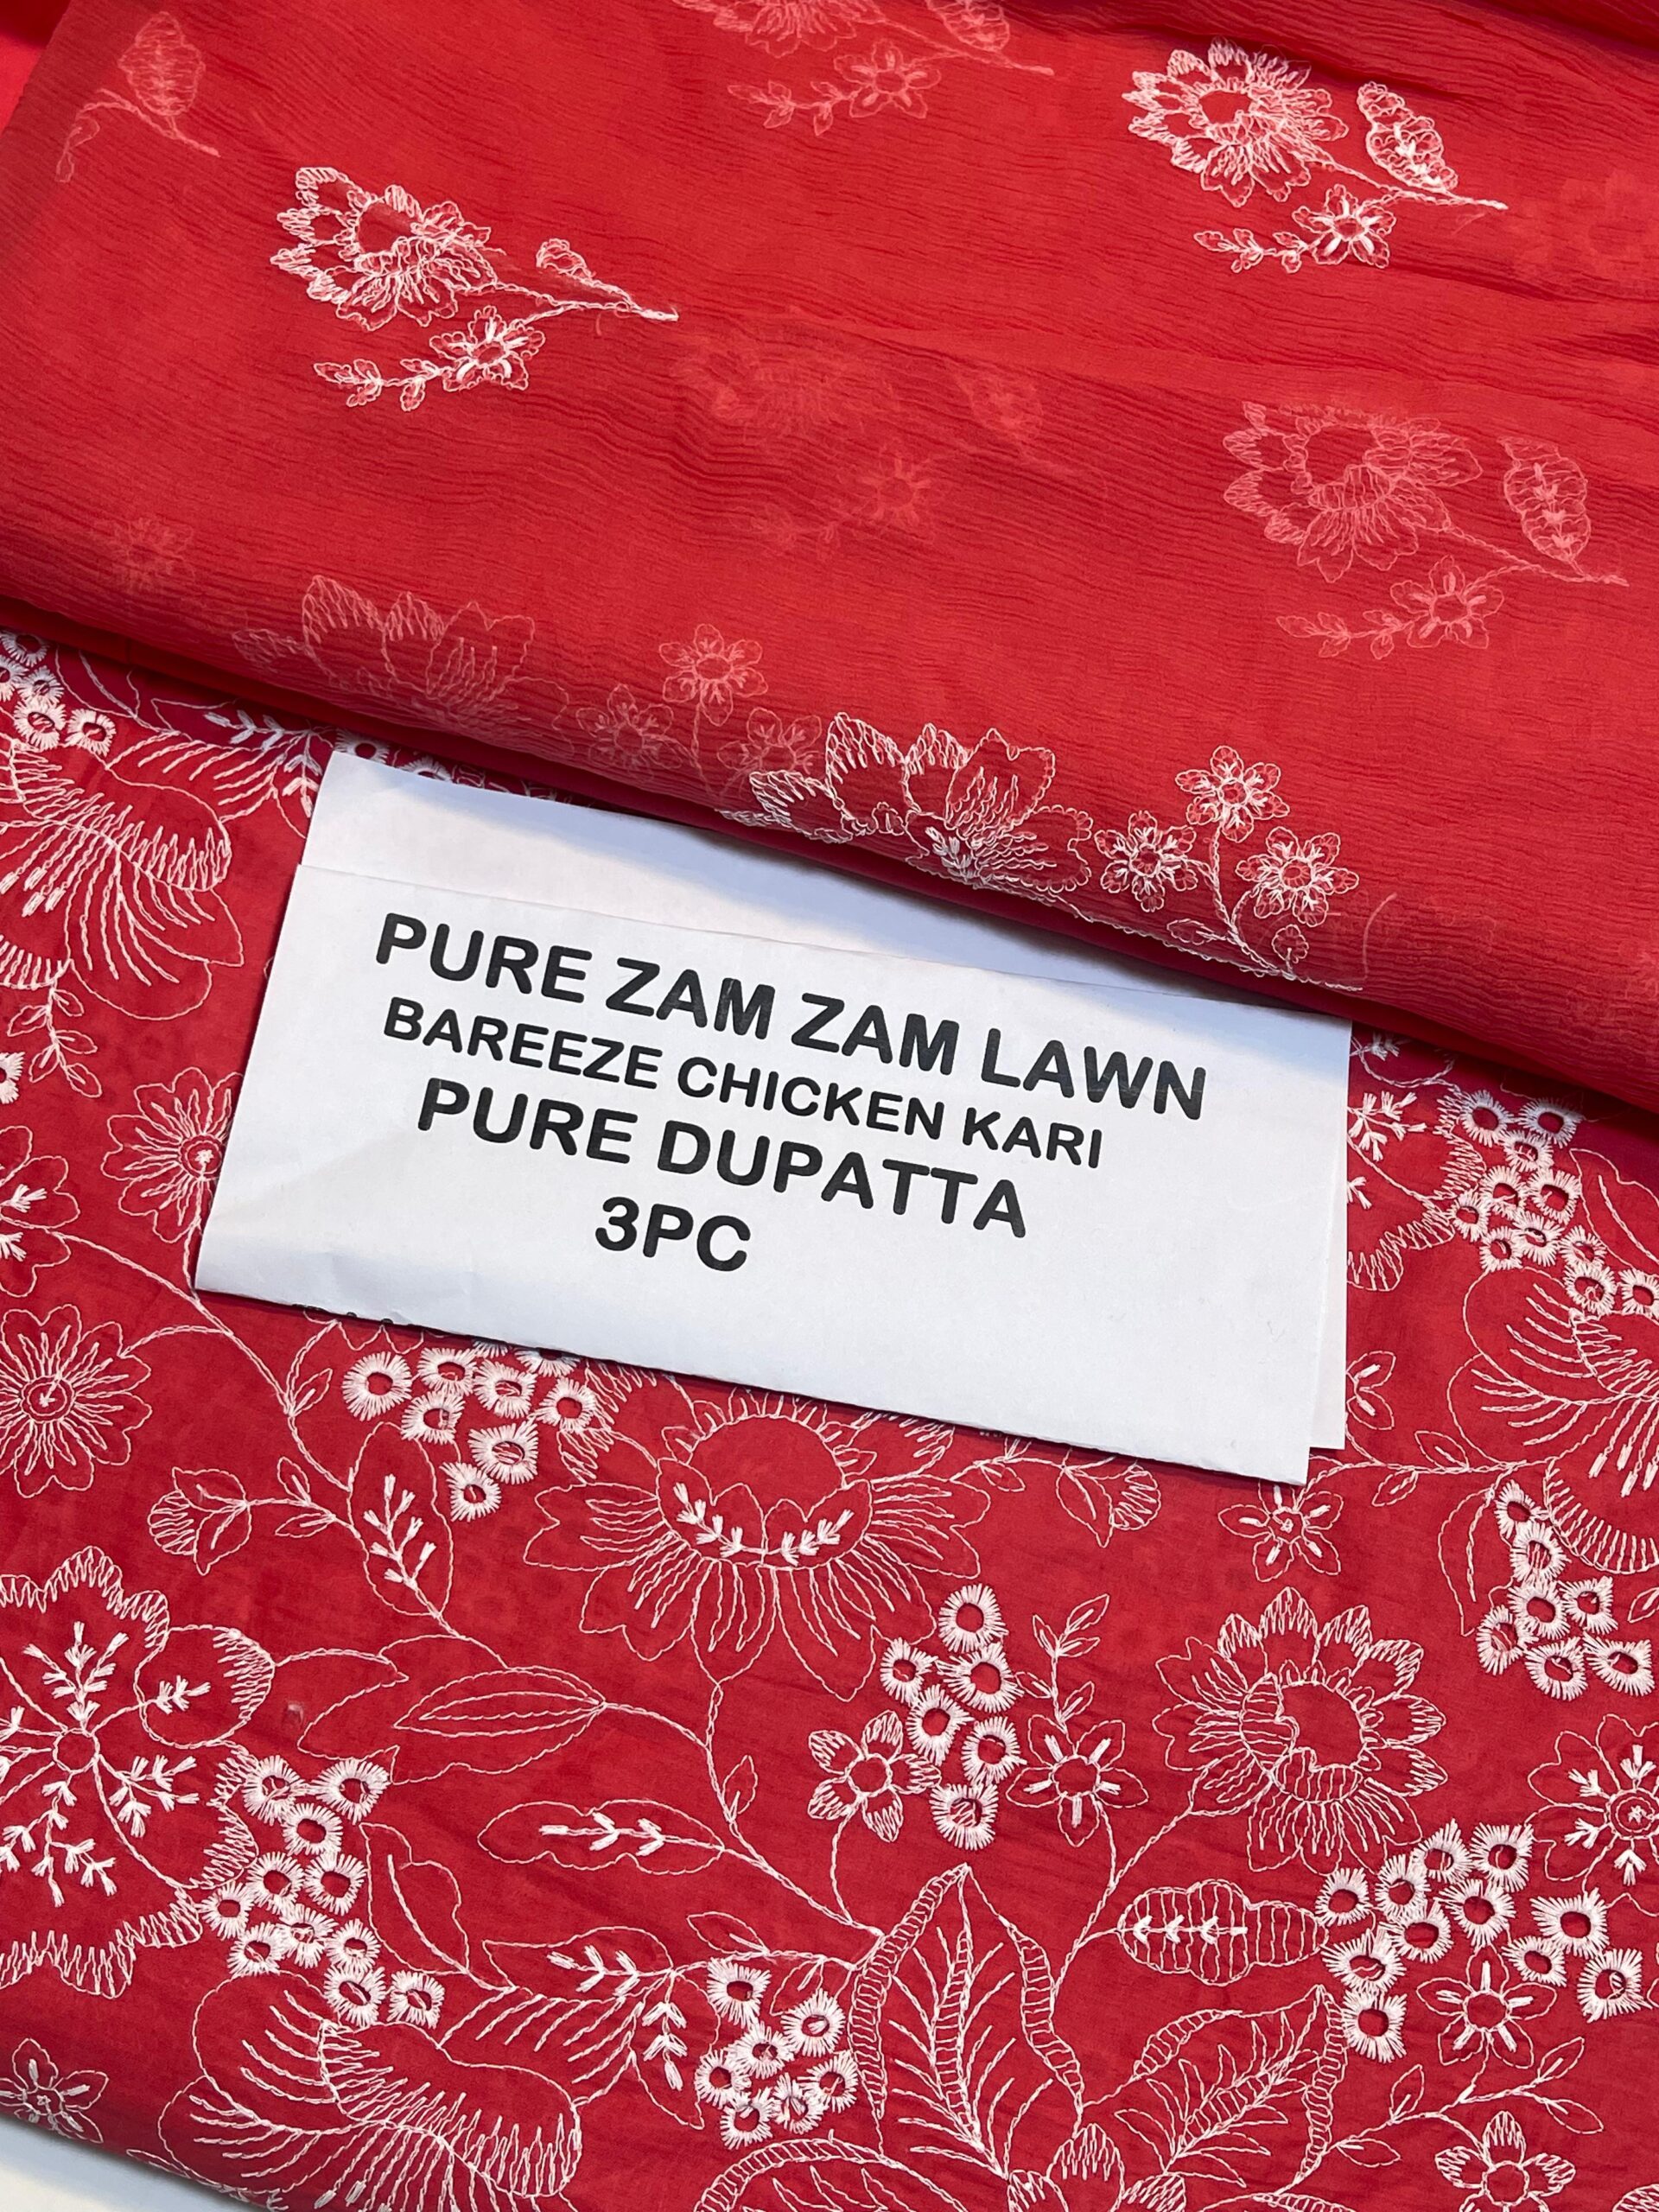 PURE ZAM ZAM LAWN
BAREEZE CHICKEN KARI
PURE DUPATTA
3PC